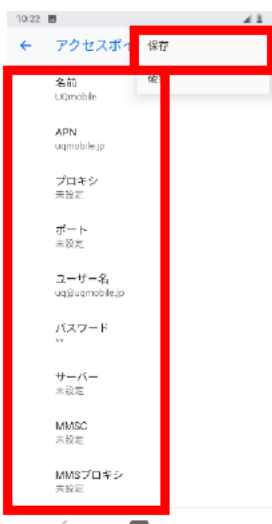 10:22
アクセスポイ
保存
名前
UQmobile
APN
uqmobile.jp
プロキシ
未設定
ポート
未設定
ユーザー名
uq@uqmobile.jp
パスワード
**
サーバー
未設定
MMSC
未設定
MMSプロキシ
未設定